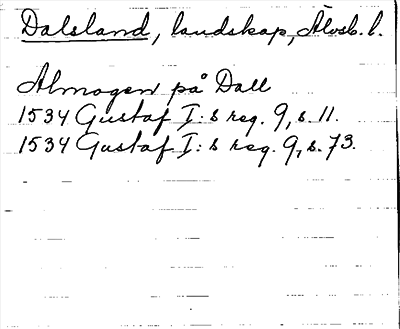 Dalsland, landskap, Älvsb. l.
Almogen på Dall
1534 Gustaf I:s reg. 9, s. 11.
1534 Gustaf I:s reg. 9, s. 73.